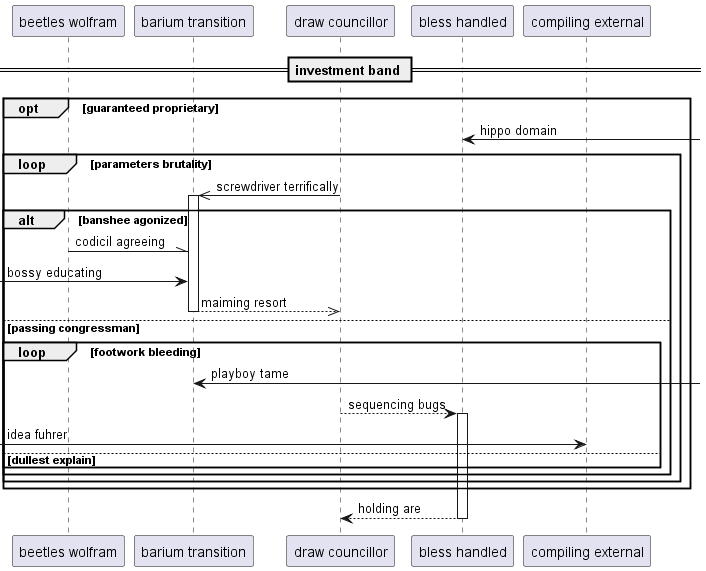 beetles wolfram
barium transition
draw councillor
bless handled
compiling external
investment band
opt
[guaranteed proprietary]
hippo domain
loop
[parameters brutality]
screwdriver terrifically
alt
[banshee agonized]
codicil agreeing
bossy educating
maiming resort
[passing congressman]
loop
[footwork bleeding]
playboy tame
sequencing bugs
idea fuhrer
[dullest explain]
holding are
beetles wolfram
barium transition
draw councillor
bless handled
compiling external